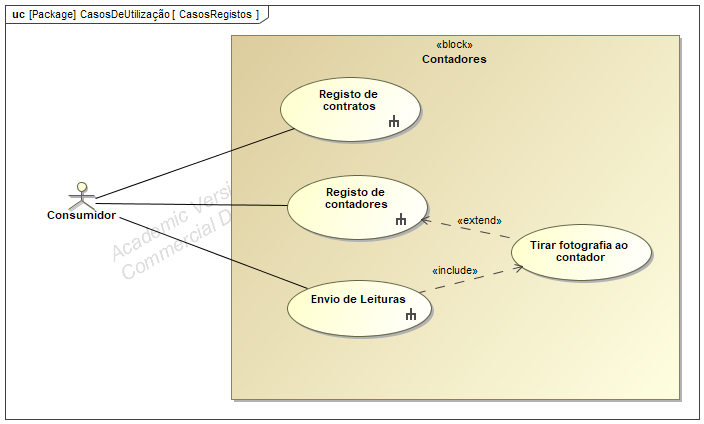 uc [Package] CasosDeUtilização [ CasosRegistos ]
«block»
Contadores
Registo de
contratos
Registo de
contadores
«extend»
Tirar fotografia ao
contador
Consumidor
«include»
Envio de Leituras
Academic Versi
Commercial D